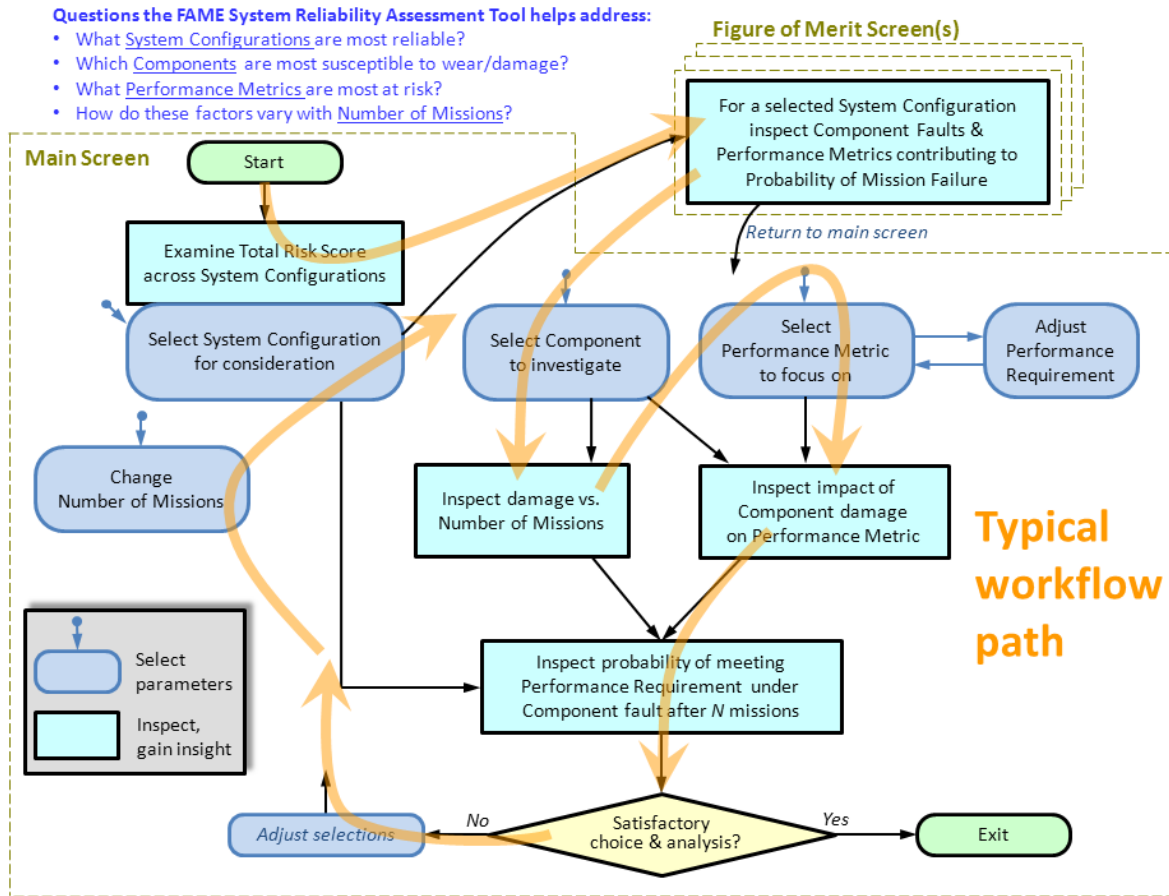 Questions the FAME System Reliability Assessment Tool helps address:
• What System Configurations are most reliable?
• Which Components are most susceptible to wear/damage?
• What Performance Metrics are most at risk?
• How do these factors vary with Number of Missions?
Figure of Merit Screen(s)
For a selected System Configuration
inspect Component Faults &
Performance Metrics contributing to
Probability of Mission Failure
Return to main screen
Main Screen
Start
Examine Total Risk Score
across System Configurations
Select System Configuration
for consideration
Select Component
to investigate
Select
Performance Metric
to focus on
Adjust
Performance
Requirement
Change
Number of Missions
Inspect damage vs.
Number of Missions
Inspect impact of
Component damage
on Performance Metric
Typical
workflow
path
Select
parameters
Inspect,
gain insight
Inspect probability of meeting
Performance Requirement under
Component fault after N missions
Adjust selections
No
Satisfactory
choice & analysis?
Yes
Exit